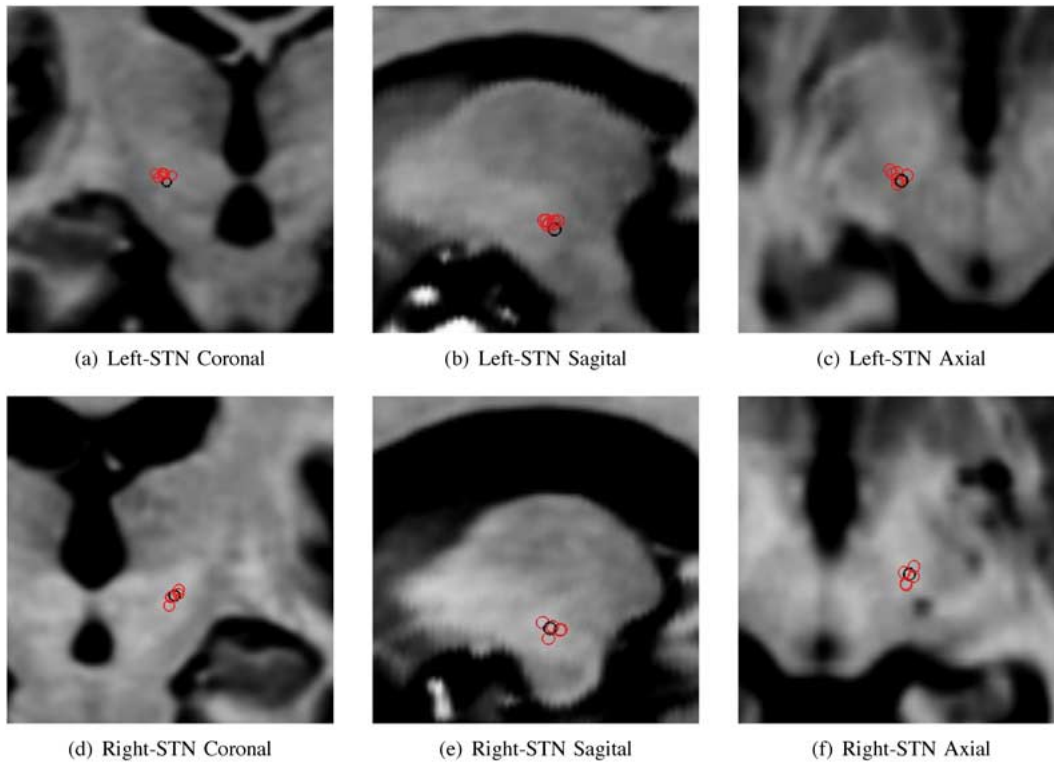 (a) Left-STN Coronal
(b) Left-STN Sagital
(c) Left-STN Axial
(d) Right-STN Coronal
(e) Right-STN Sagital
(f) Right-STN Axial